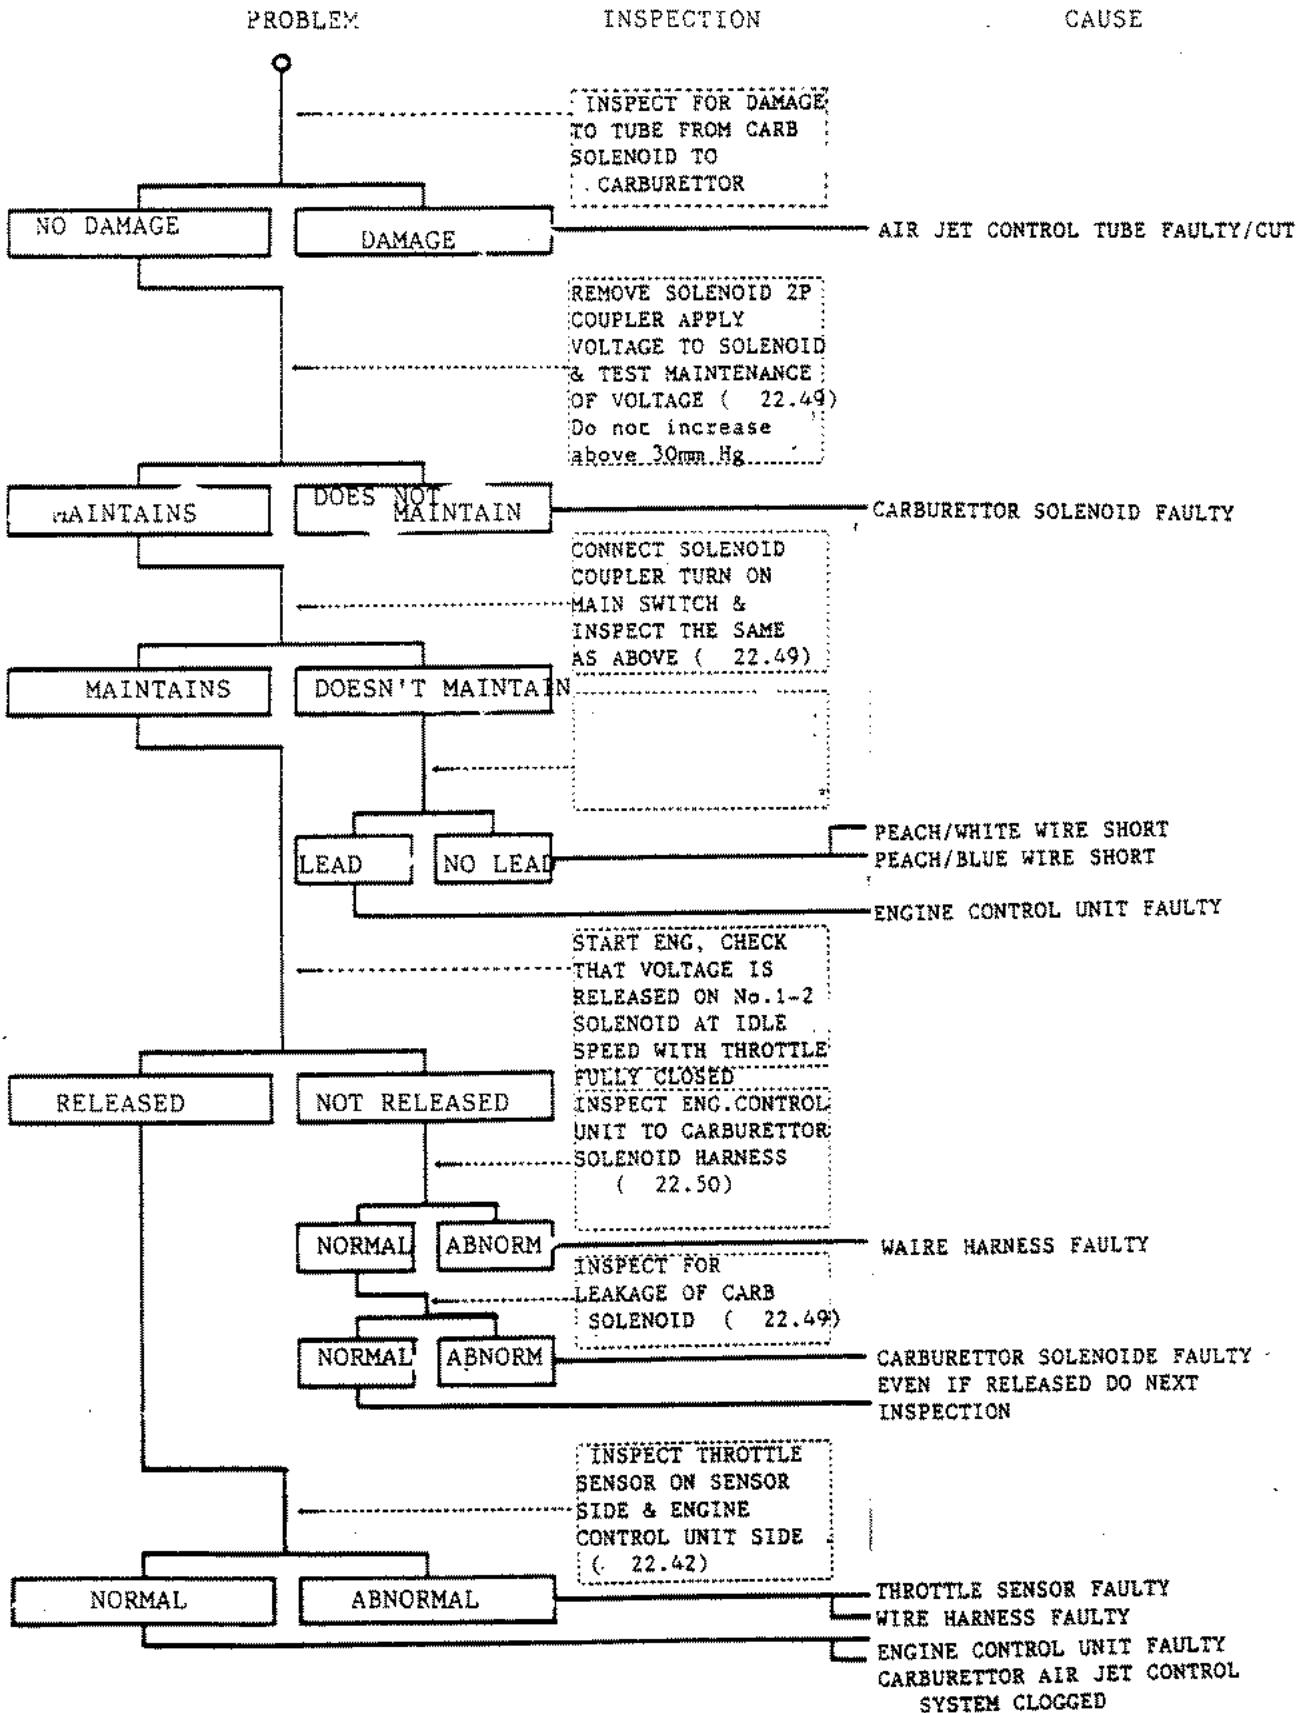 PROBLEM
INSPECTION
CAUSE
INSPECT FOR DAMAGE
TO TUBE FROM CARB
SOLENOID TO
CARBURETTOR
NO DAMAGE
DAMAGE
AIR JET CONTROL TUBE FAULTY/CUT
REMOVE SOLENOID 2P
COUPLER APPLY
VOLTAGE TO SOLENOID
& TEST MAINTENANCE
OF VOLTAGE ( 22.49)
Do not increase
above 30mm Hg
MAINTAINS
DOES NOT
MAINTAIN
CARBURETTOR SOLENOID FAULTY
CONNECT SOLENOID
COUPLER TURN ON
MAIN SWITCH &
INSPECT THE SAME
AS ABOVE ( 22.49)
MAINTAINS
DOESN'T MAINTAIN
LEAD
NO LEAD
PEACH/WHITE WIRE SHORT
PEACH/BLUE WIRE SHORT
ENGINE CONTROL UNIT FAULTY
START ENG, CHECK
THAT VOLTAGE IS
RELEASED ON No.1-2
SOLENOID AT IDLE
SPEED WITH THROTTLE
FULLY CLOSED
RELEASED
NOT RELEASED
INSPECT ENG.CONTROL
UNIT TO CARBURETTOR
SOLENOID HARNESS
( 22.50)
NORMAL
ABNORM
WAIRE HARNESS FAULTY
INSPECT FOR
LEAKAGE OF CARB
SOLENOID ( 22.49)
NORMAL
ABNORM
CARBURETTOR SOLENOIDE FAULTY
EVEN IF RELEASED DO NEXT
INSPECTION
INSPECT THROTTLE
SENSOR ON SENSOR
SIDE & ENGINE
CONTROL UNIT SIDE
( 22.42)
NORMAL
ABNORMAL
THROTTLE SENSOR FAULTY
WIRE HARNESS FAULTY
ENGINE CONTROL UNIT FAULTY
CARBURETTOR AIR JET CONTROL
SYSTEM CLOGGED